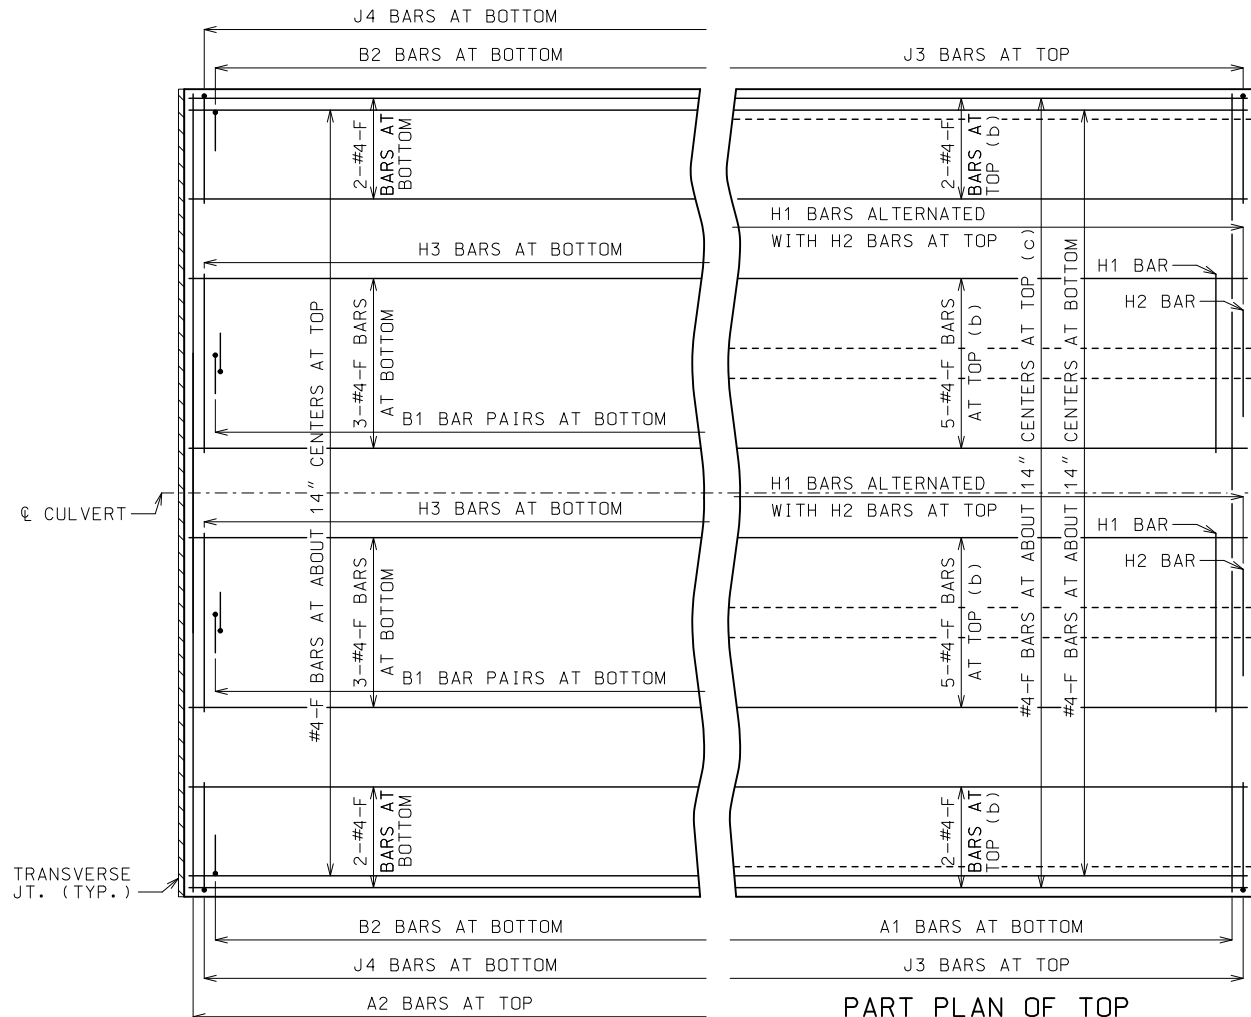 J4 BARS AT BOTTOM
B2 BARS AT BOTTOM
J3 BARS AT TOP
2-#4-F
BARS AT
BOTTOM
2-#4-F
BARS AT
TOP (b)
H1 BARS ALTERNATED
WITH H2 BARS AT TOP
H3 BARS AT BOTTOM
H1 BAR
H2 BAR
#4-F BARS AT ABOUT 14" CENTERS AT TOP
3-#4-F BARS
AT BOTTOM
5-#4-F BARS
AT TOP (b)
#4-F BARS AT ABOUT 14" CENTERS AT TOP (c)
#4-F BARS AT ABOUT 14" CENTERS AT BOTTOM
B1 BAR PAIRS AT BOTTOM
H1 BARS ALTERNATED
WITH H2 BARS AT TOP
℄ CULVERT
H3 BARS AT BOTTOM
H1 BAR
H2 BAR
3-#4-F BARS
AT BOTTOM
5-#4-F BARS
AT TOP (b)
B1 BAR PAIRS AT BOTTOM
2-#4-F
BARS AT
BOTTOM
2-#4-F
BARS AT
TOP (b)
TRANSVERSE
JT. (TYP.)
B2 BARS AT BOTTOM
A1 BARS AT BOTTOM
J4 BARS AT BOTTOM
J3 BARS AT TOP
A2 BARS AT TOP
PART PLAN OF TOP